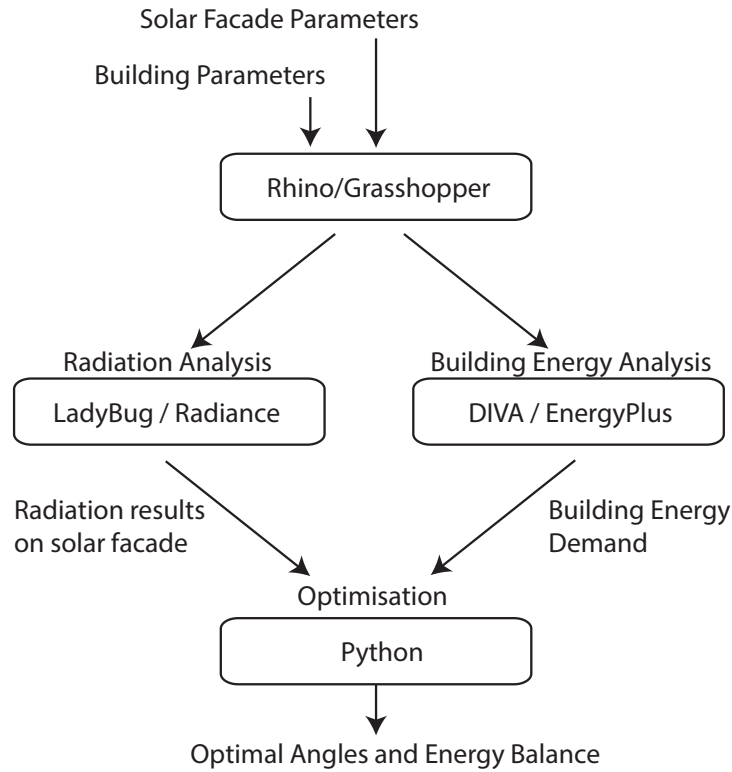 Solar Facade Parameters
Building Parameters
Rhino/Grasshopper
Radiation Analysis
LadyBug / Radiance
Building Energy Analysis
DIVA / EnergyPlus
Radiation results
on solar facade
Building Energy
Demand
Optimisation
Python
Optimal Angles and Energy Balance